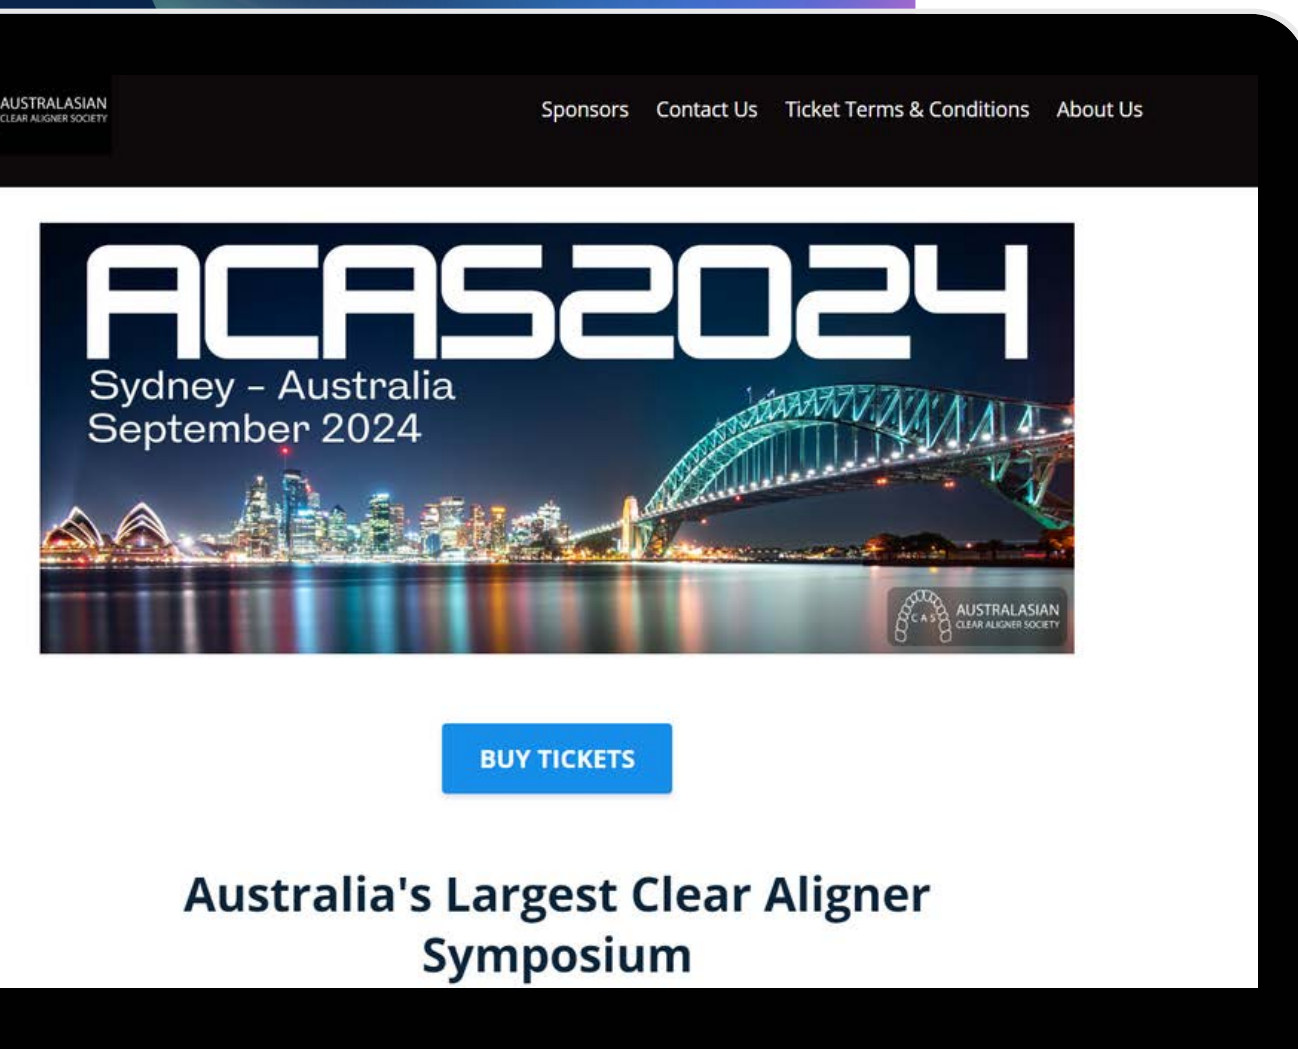 AUSTRALASIAN
CLEAR ALIGNER SOCIETY
Sponsors Contact Us Ticket Terms & Conditions About Us
ACAS2024
Sydney - Australia
September 2024
CAS
AUSTRALASIAN
CLEAR ALIGNER SOCIETY
BUY TICKETS
Australia's Largest Clear Aligner
Symposium